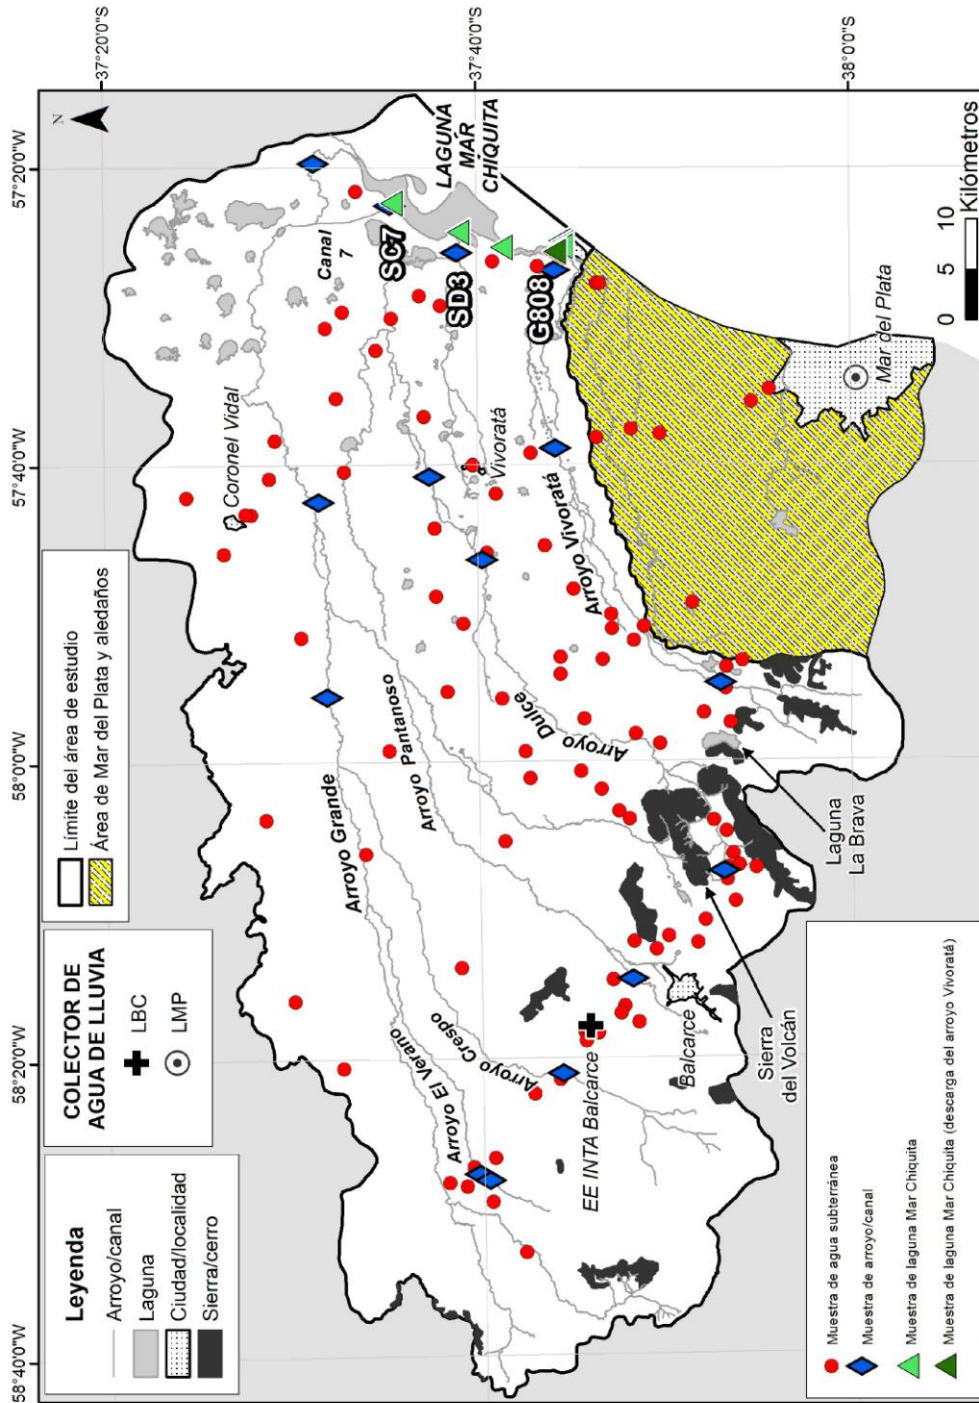 58°40'0"W
58°20'0"W
58°0'0"W
57°40'0"W
57°20'0"W
37°20'0"S
37°40'0"S
38°0'0"S
Leyenda
Arroyo/canal
Laguna
Ciudad/localidad
Sierra/cerro
COLECTOR DE
AGUA DE LLUVIA
LBC
LMP
Límite del área de estudio
Área de Mar del Plata y aledaños
N
Coronel Vidal
Canal
7
LAGUNA
MAR
CHIQUITA
SC7
SD3
G808
Arroyo Grande
Arroyo Pantanoso
Arroyo El Verano
Arroyo Crespo
Arroyo
Dulce
Vivoratá
Arroyo Vivoratá
EE INTA Balcarce
Balcarce
Sierra
del Volcán
Laguna
La Brava
Mar del Plata
Muestra de agua subterránea
Muestra de arroyo/canal
Muestra de laguna Mar Chiquita
Muestra de laguna Mar Chiquita (descarga del arroyo Vivoratá)
0 5 10
Kilómetros